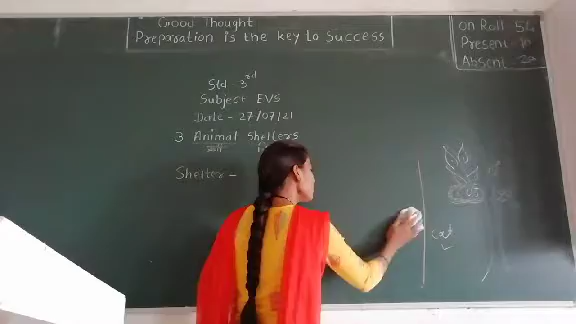 Good Thought
Preparation is the key to Success
on Roll 54
Present
Absent
Std - 3rd
Subject EVS
Date - 27/07/21
3 Animal Shelters
Shelter -